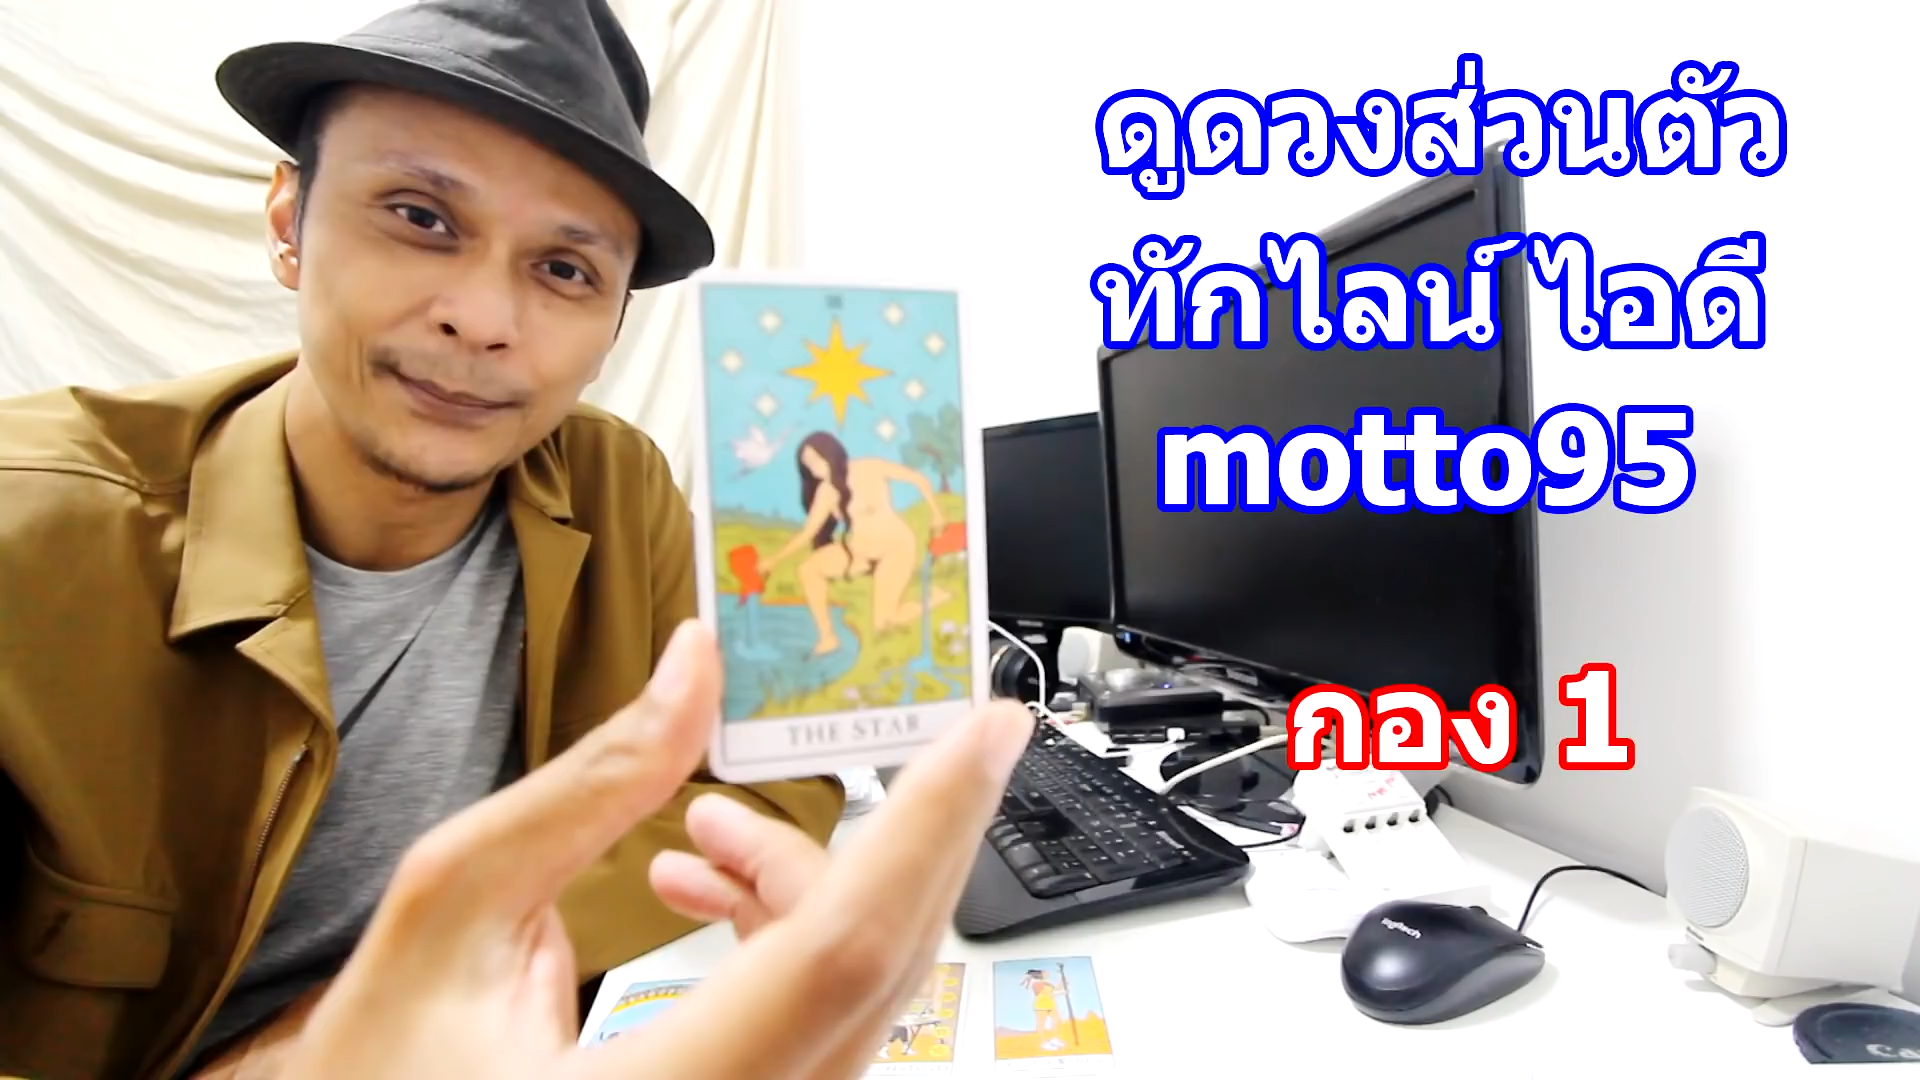 ดูดวงส่วนตัว
ทักไลน์ ไอดี
motto95
กอง 1
THE STAR
logitech